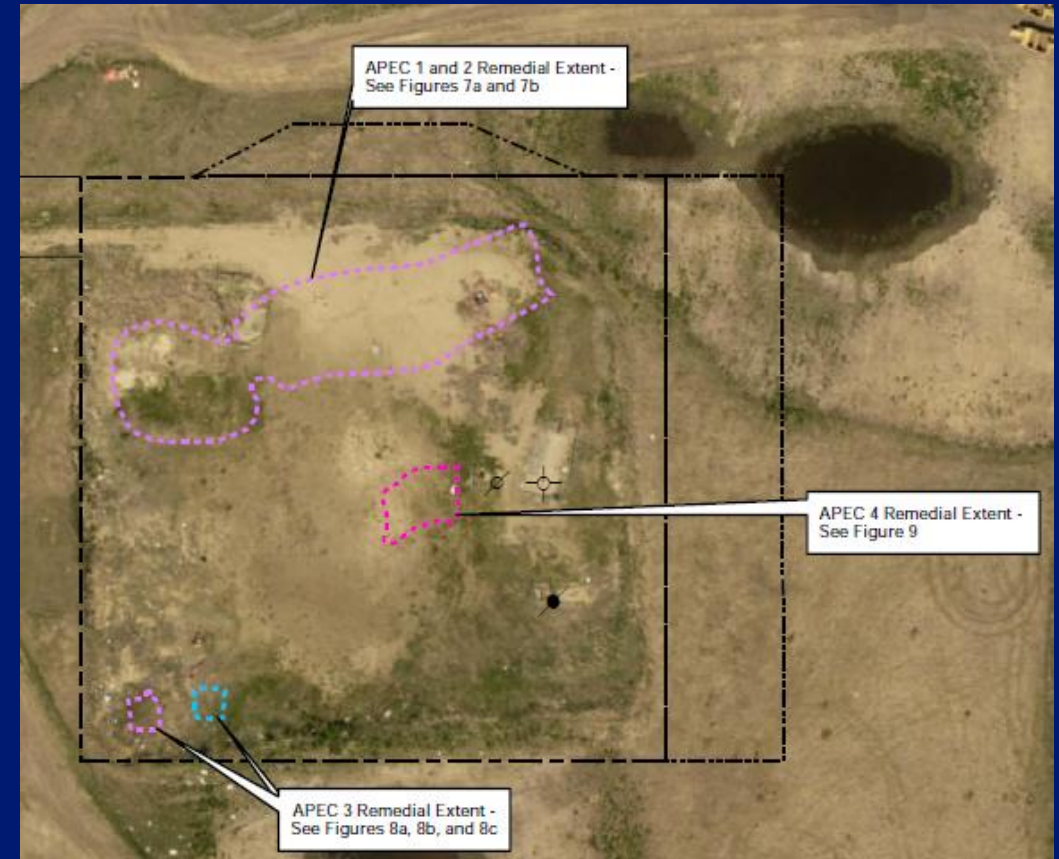 APEC 1 and 2 Remedial Extent -
See Figures 7a and 7b
APEC 4 Remedial Extent -
See Figure 9
APEC 3 Remedial Extent -
See Figures 8a, 8b, and 8c